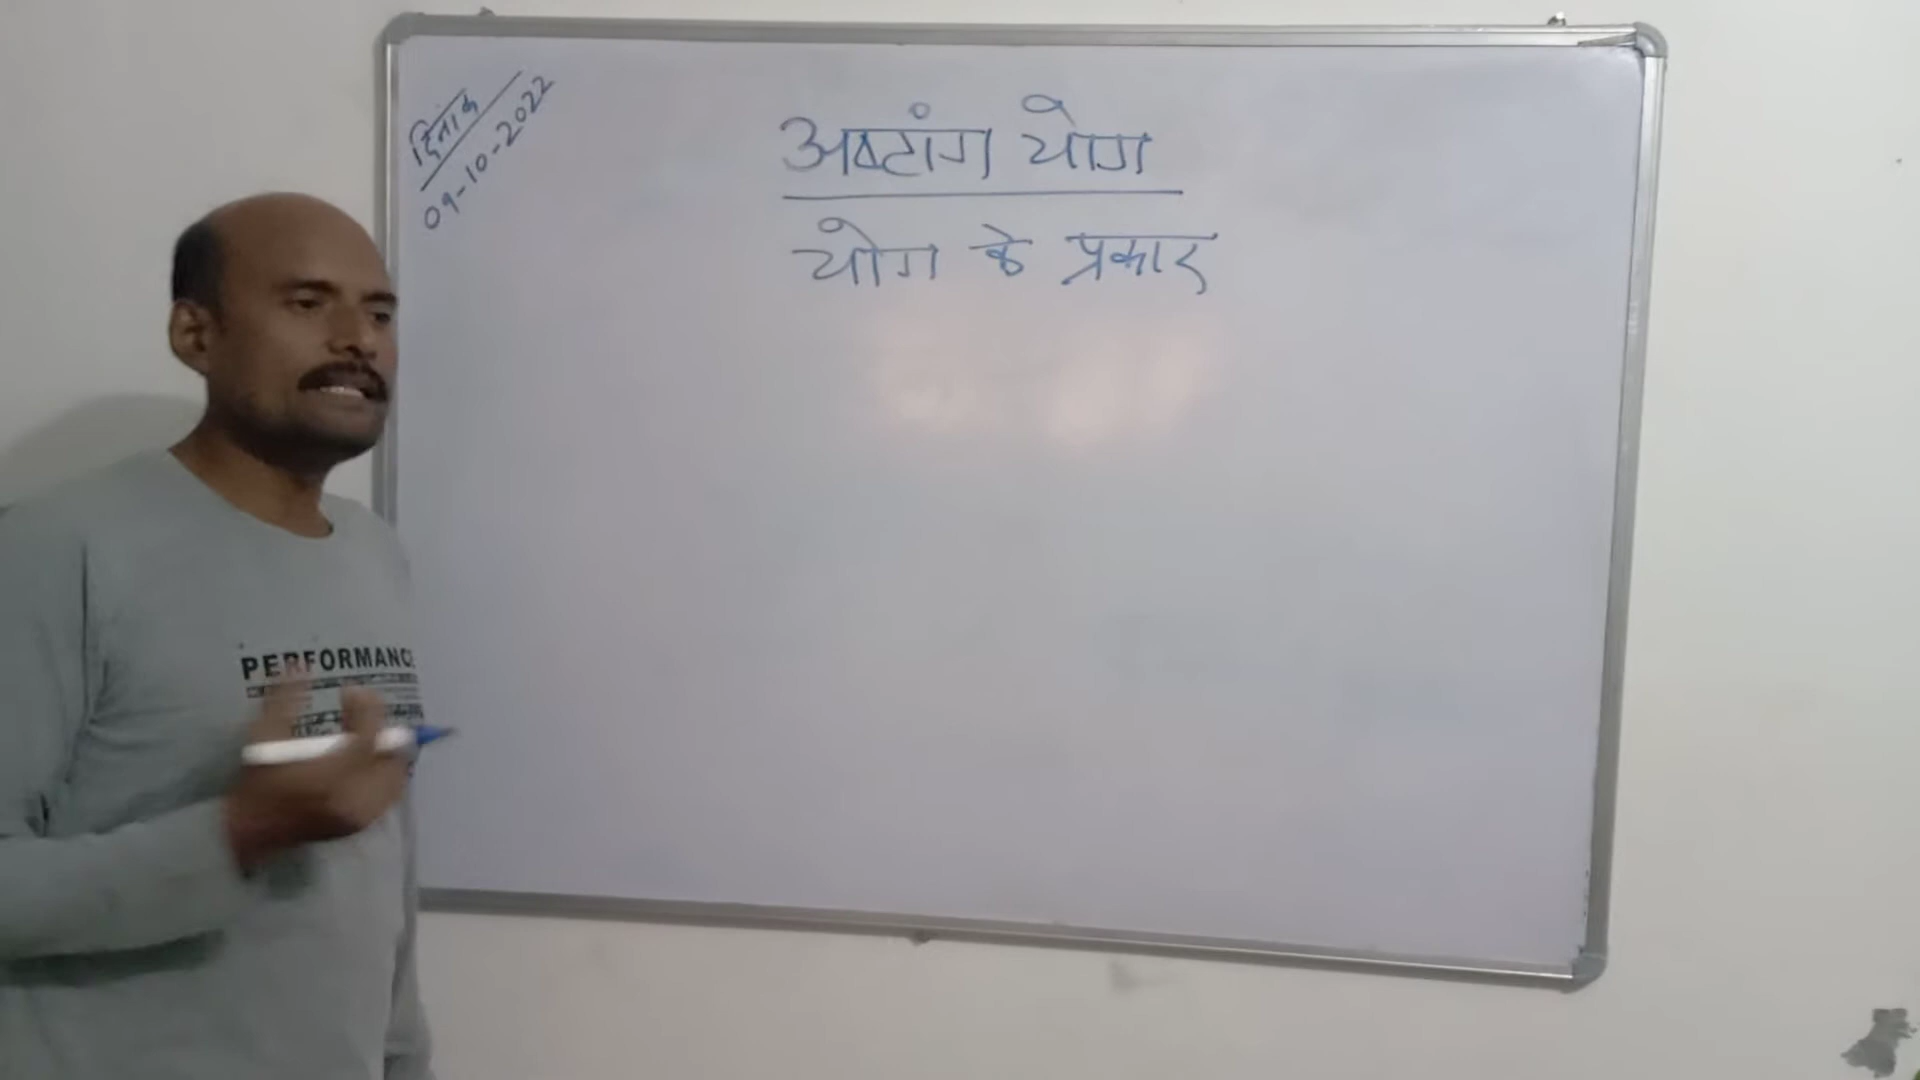 दिनांक
09-10-2022
अष्टांग योग
योग के प्रकार
PERFORMANC